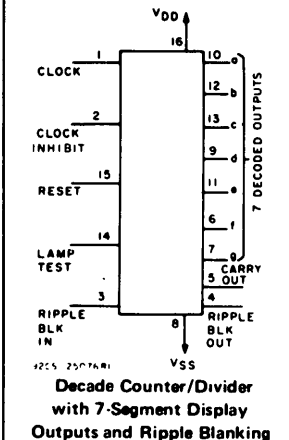 VDD
16
1
CLOCK
10 a
12 b
2
CLOCK
INHIBIT
13 c
9 d
15
RESET
11 e
6 f
14
LAMP
TEST
7 g
7 DECODED OUTPUTS
CARRY
OUT
5
3
RIPPLE
BLK
IN
4
RIPPLE
BLK
OUT
8
VSS
92CS-25076R1
Decade Counter/Divider
with 7-Segment Display
Outputs and Ripple Blanking